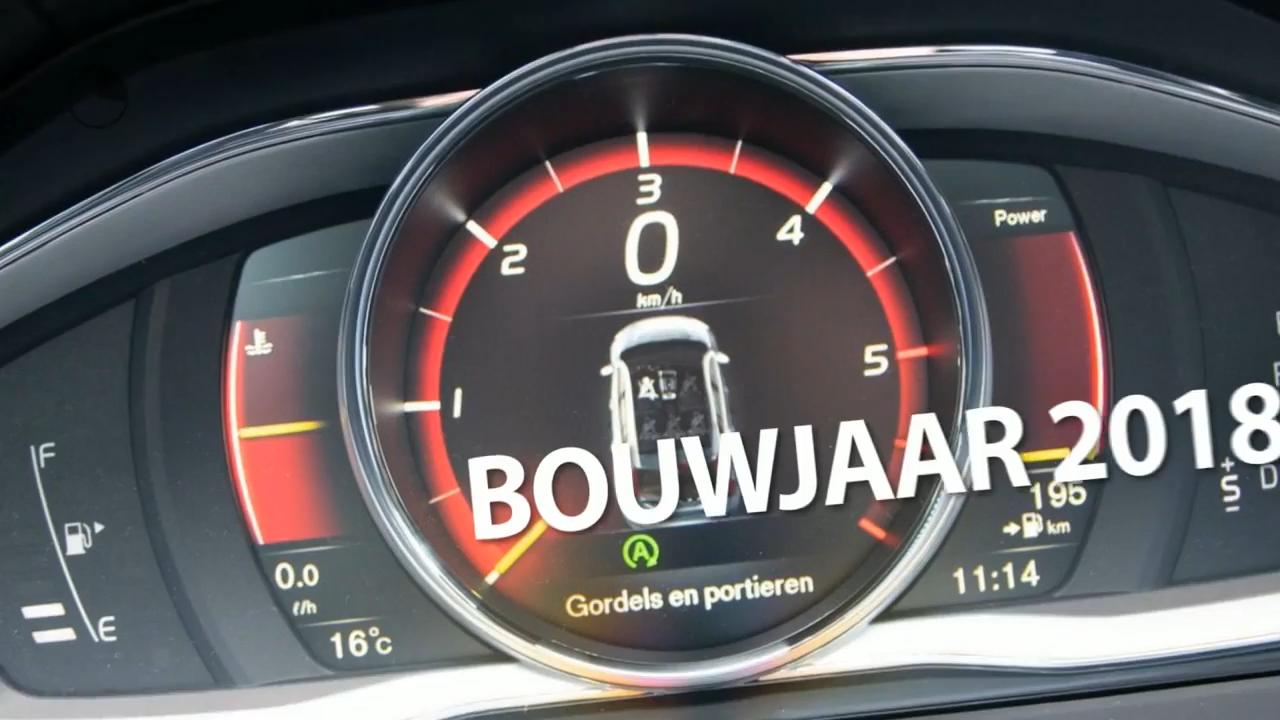 3
2
0
4
km/h
Power
5
1
BOUWJAAR 2018
F
E
195
km
+
S
-
D
0.0
ℓ/h
16°C
A
Gordels en portieren
11:14